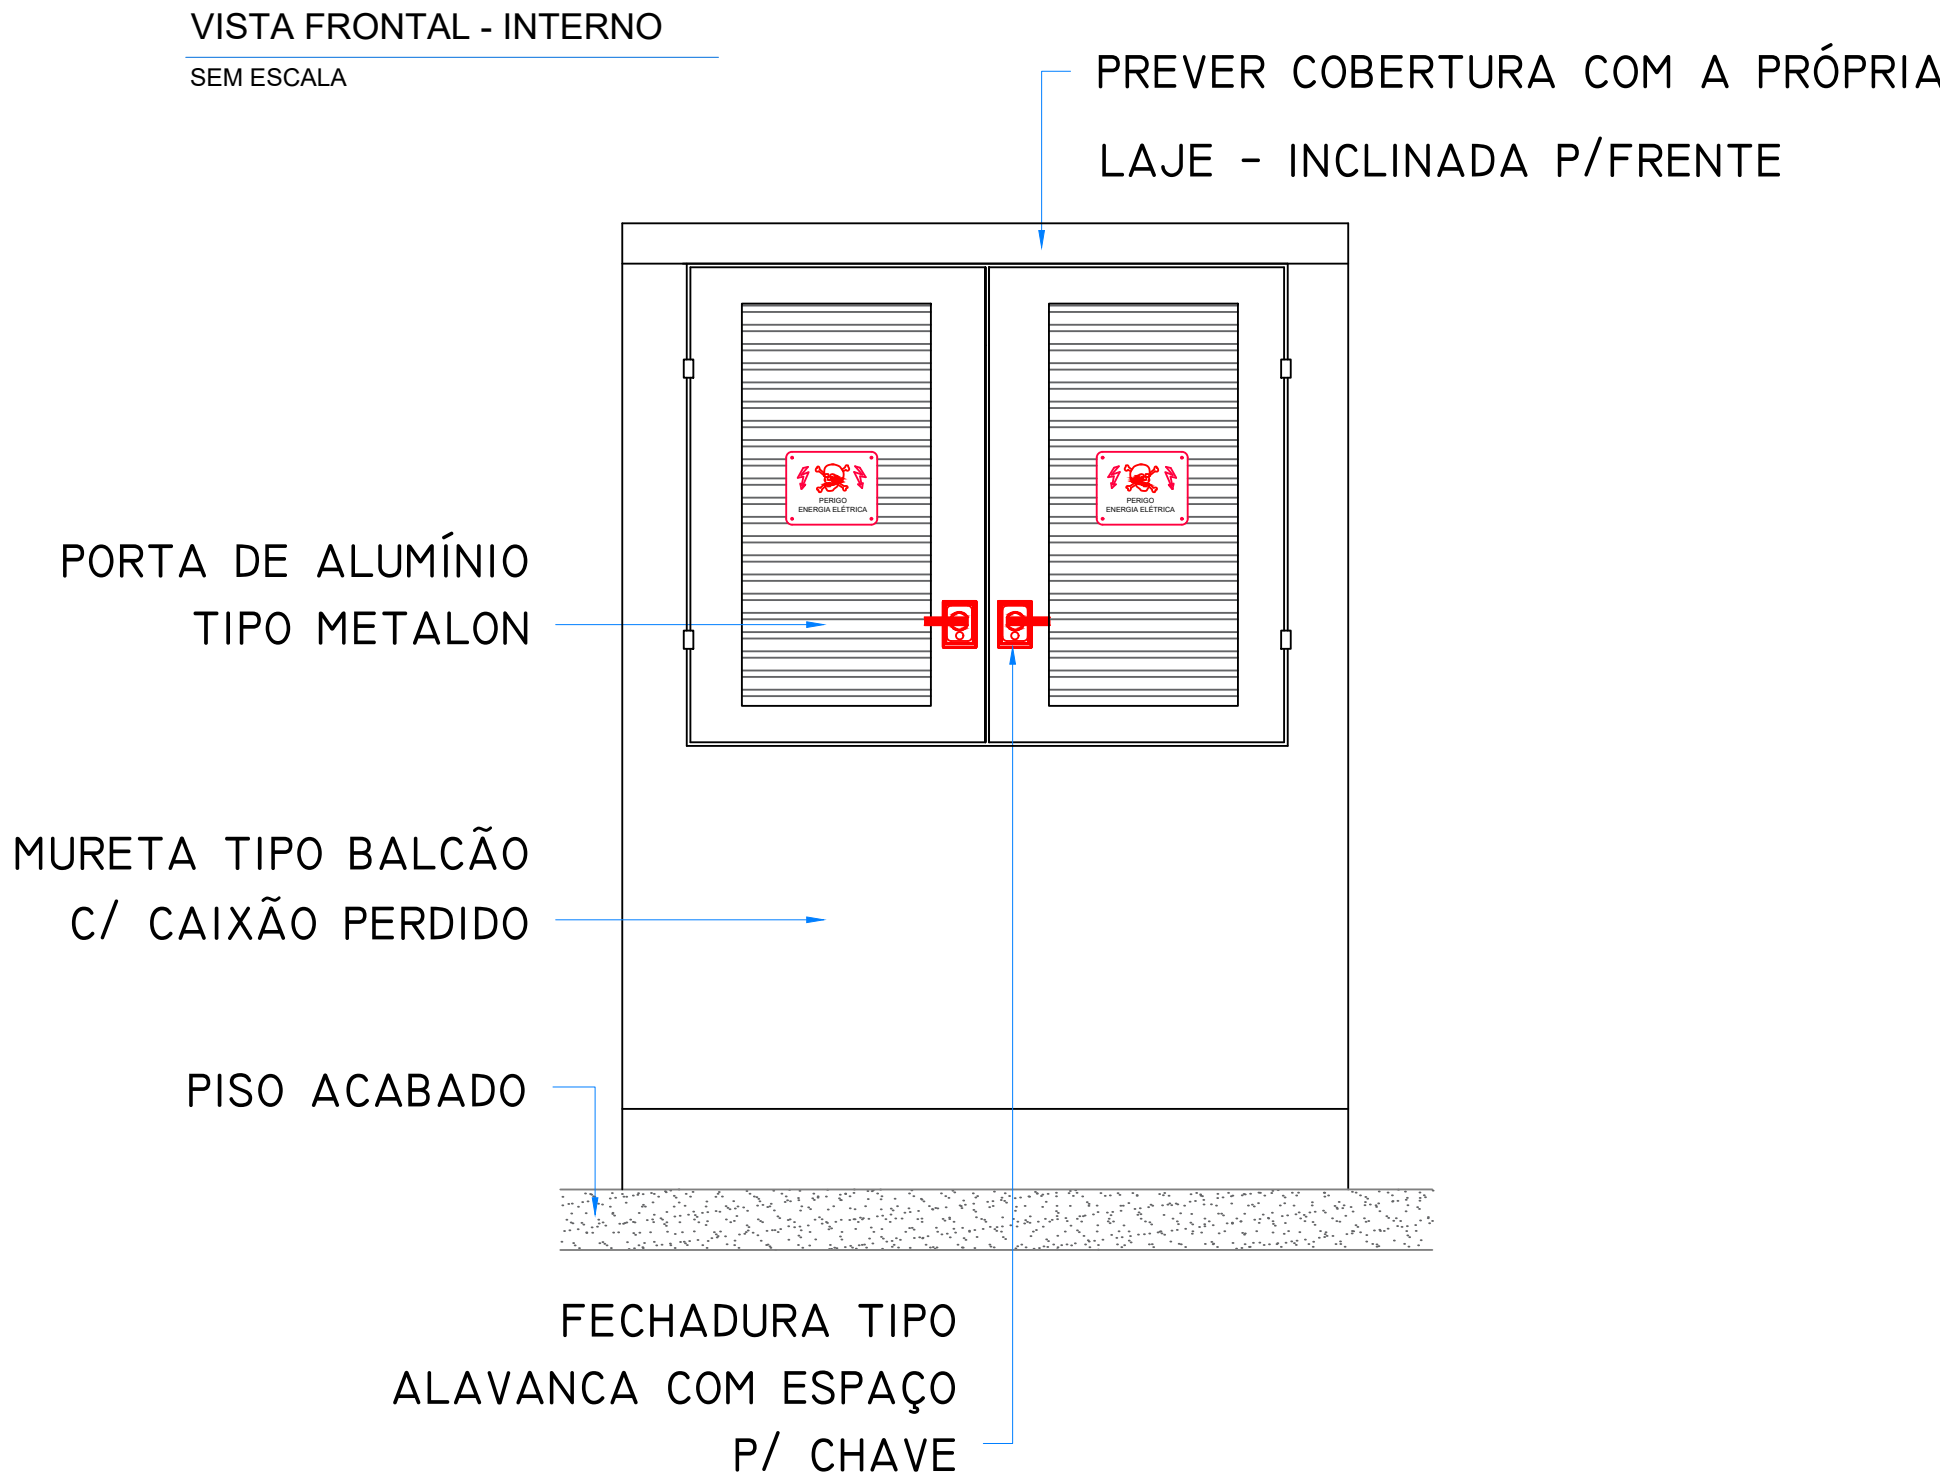 VISTA FRONTAL - INTERNO
SEM ESCALA
PREVER COBERTURA COM A PRÓPRIA
LAJE - INCLINADA P/FRENTE
PERIGO
ENERGIA ELÉTRICA
PERIGO
ENERGIA ELÉTRICA
PORTA DE ALUMÍNIO
TIPO METALON
MURETA TIPO BALCÃO
C/ CAIXÃO PERDIDO
PISO ACABADO
FECHADURA TIPO
ALAVANCA COM ESPAÇO
P/ CHAVE